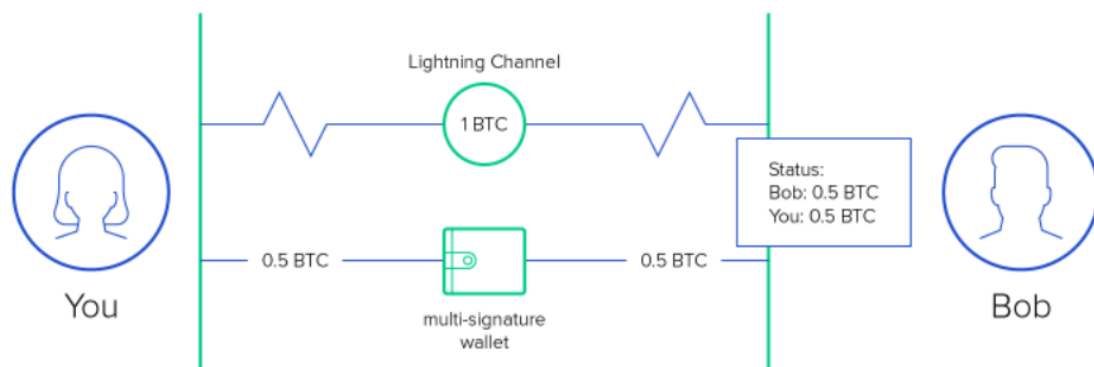 Lightning Channel
1 BTC
Status:
Bob: 0.5 BTC
You: 0.5 BTC
0.5 BTC
0.5 BTC
You
Bob
multi-signature
wallet